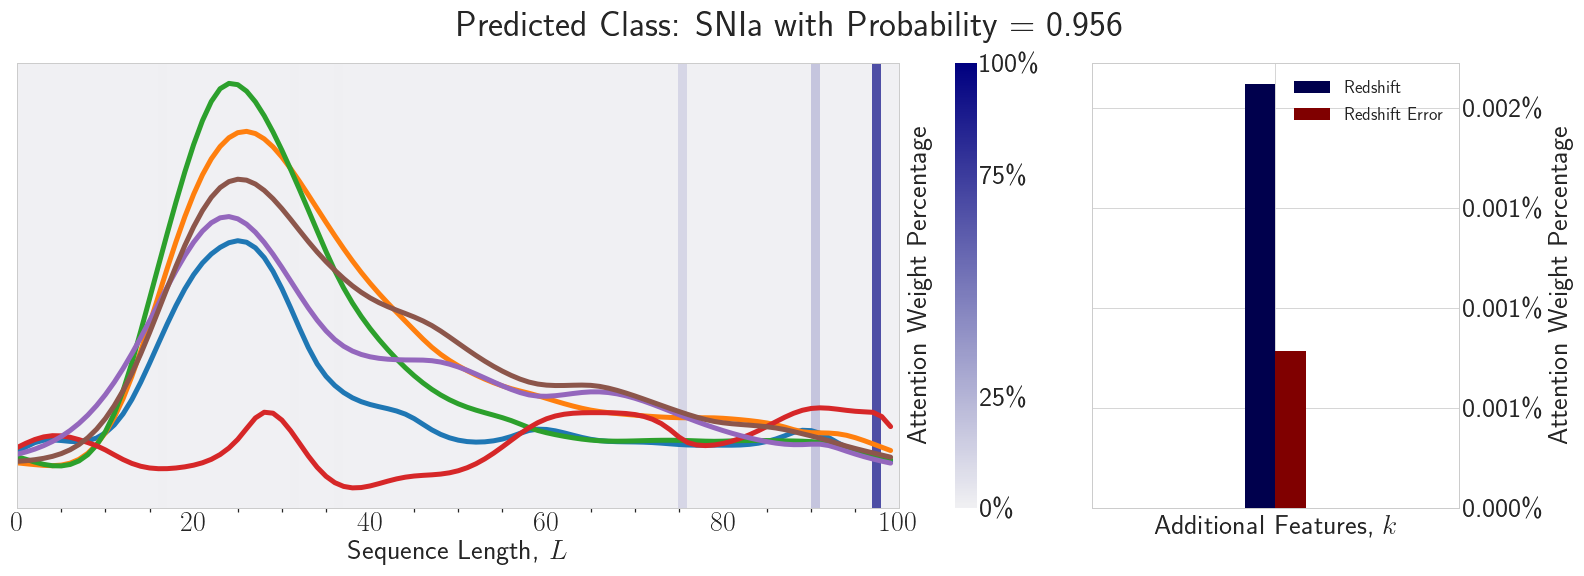 Predicted Class: SNIa with Probability = 0.956
0 20 40 60 80 100
Sequence Length, L
100%
75%
25%
0%
Attention Weight Percentage
Redshift
Redshift Error
0.002%
0.001%
0.001%
0.001%
0.000%
Attention Weight Percentage
Additional Features, k